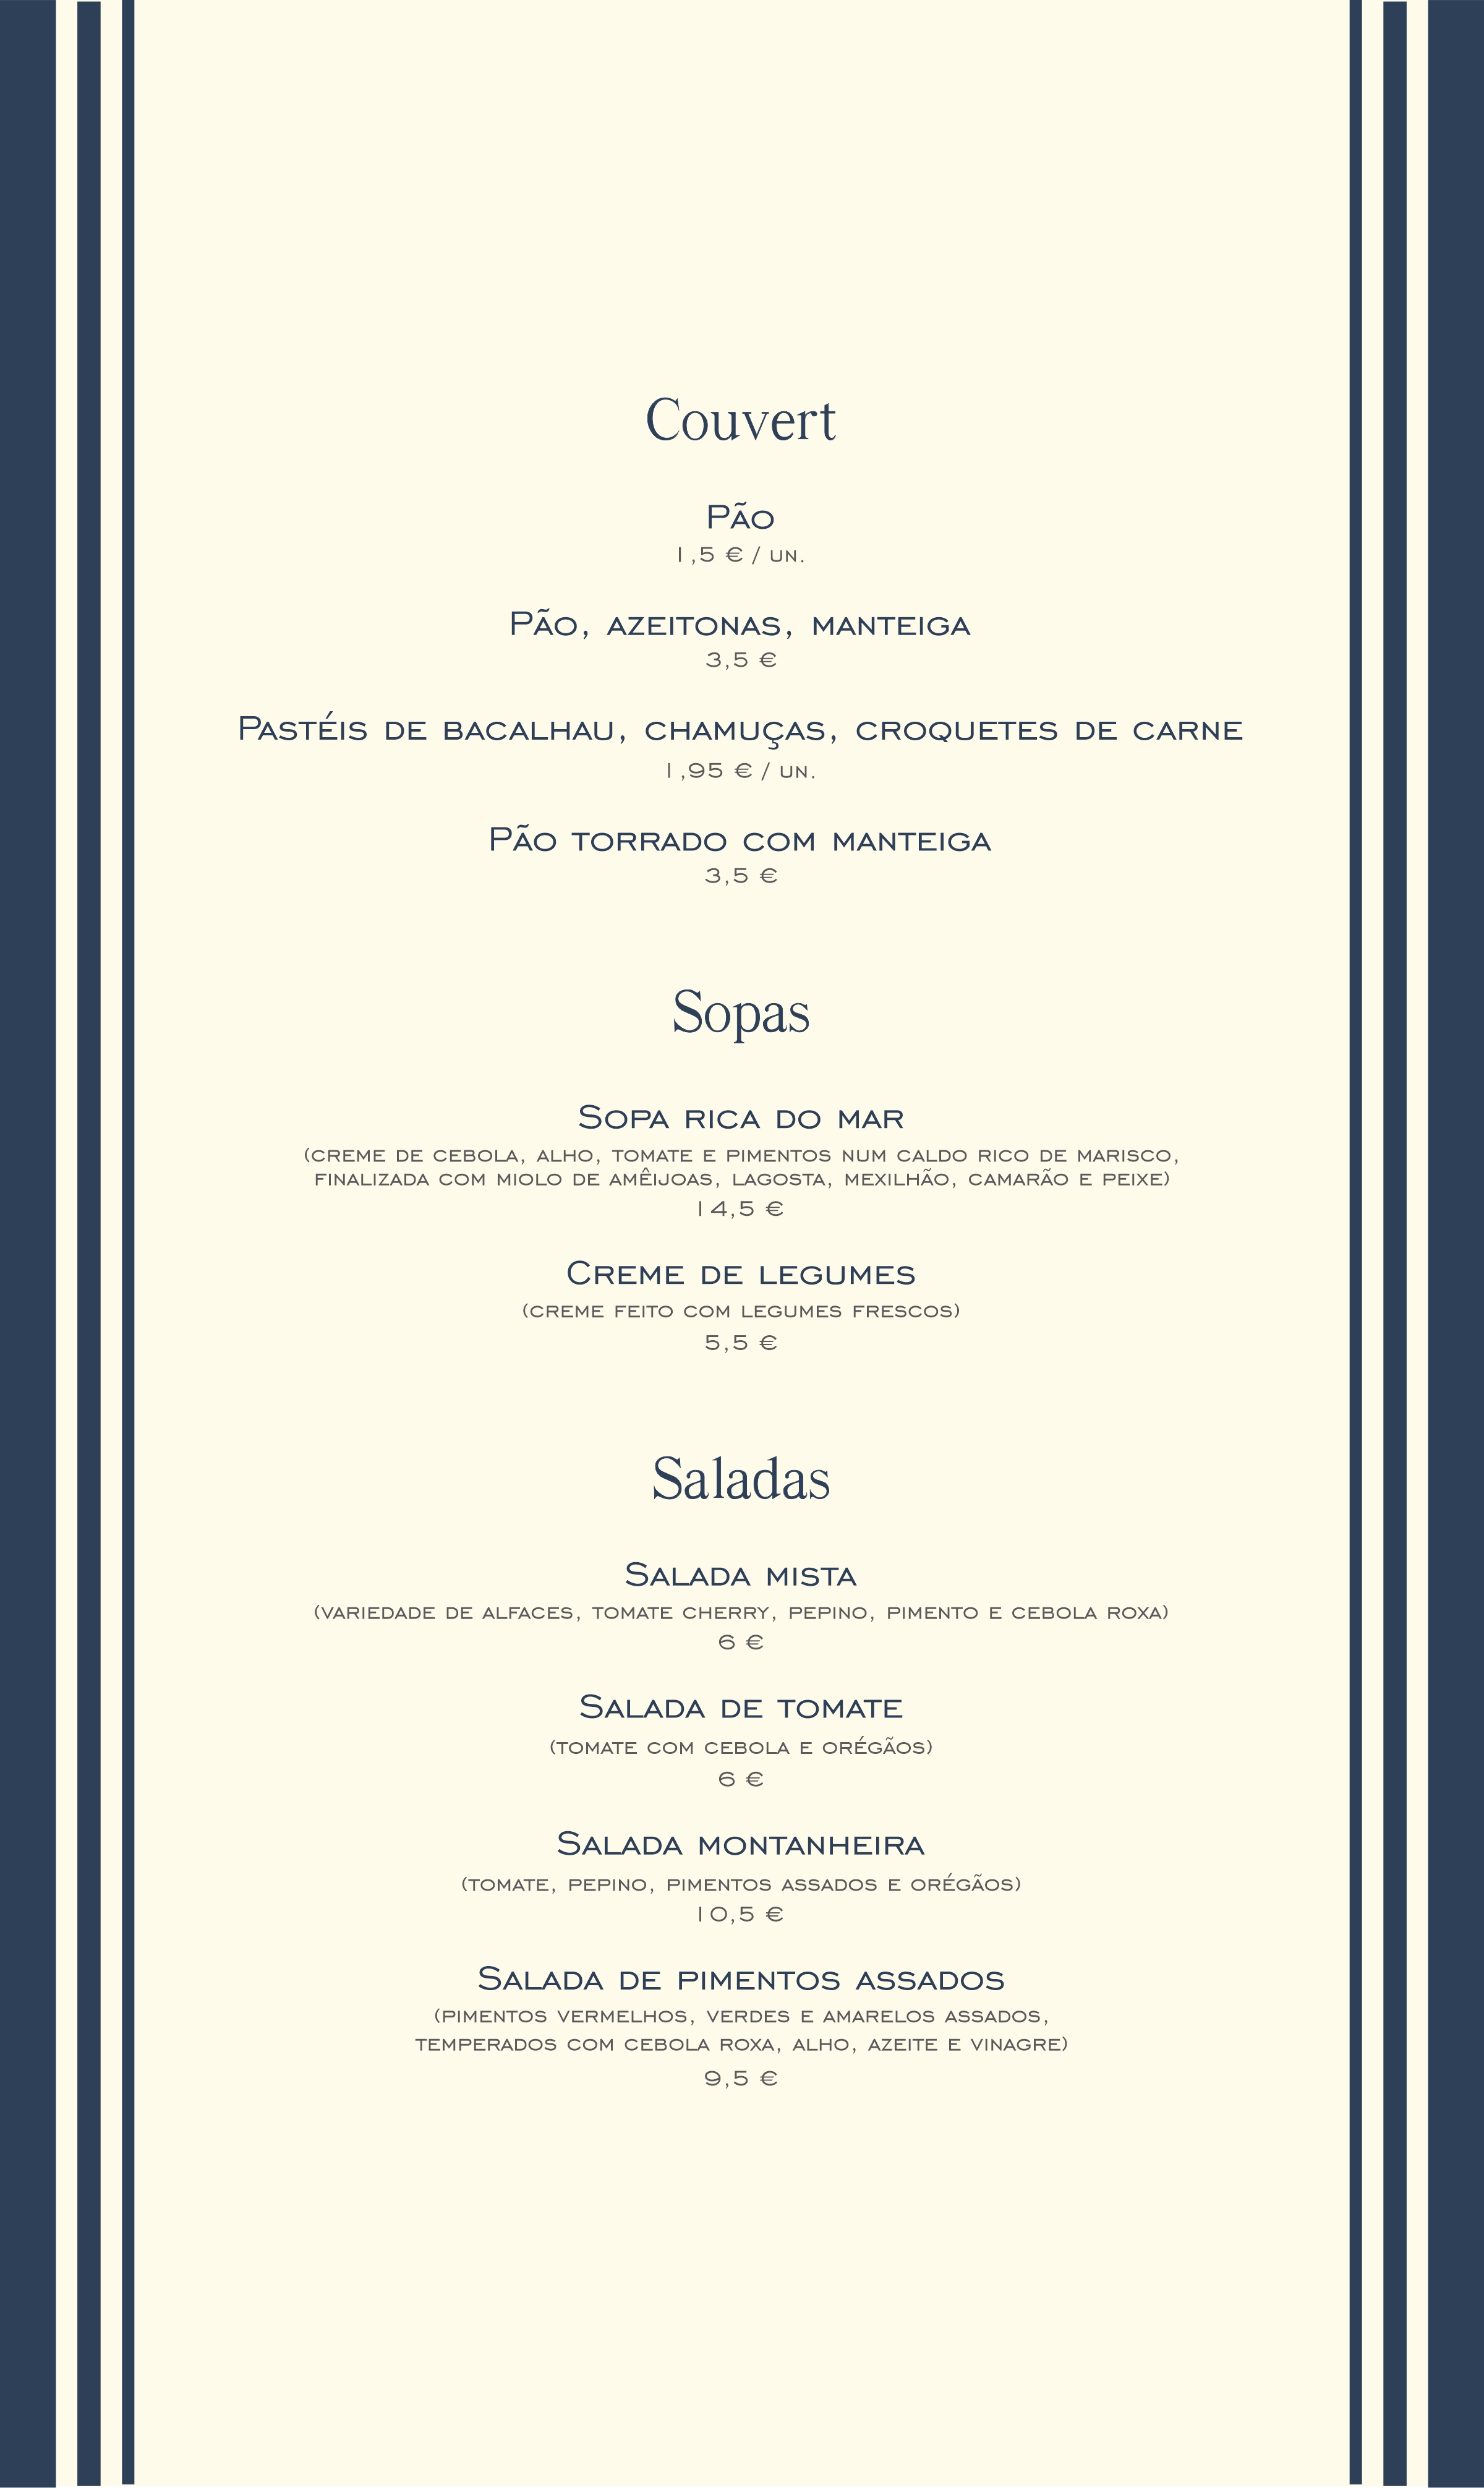 Couvert
Pão
1,5 € / un.
Pão, azeitonas, manteiga
3,5 €
Pastéis de bacalhau, chamuças, croquetes de carne
1,95 € / un.
Pão torrado com manteiga
3,5 €
Sopas
Sopa rica do mar
(creme de cebola, alho, tomate e pimentos num caldo rico de marisco,
finalizada com miolo de amêijoas, lagosta, mexilhão, camarão e peixe)
14,5 €
Creme de legumes
(creme feito com legumes frescos)
5,5 €
Saladas
Salada mista
(variedade de alfaces, tomate cherry, pepino, pimento e cebola roxa)
6 €
Salada de tomate
(tomate com cebola e orégãos)
6 €
Salada montanheira
(tomate, pepino, pimentos assados e orégãos)
10,5 €
Salada de pimentos assados
(pimentos vermelhos, verdes e amarelos assados,
temperados com cebola roxa, alho, azeite e vinagre)
9,5 €